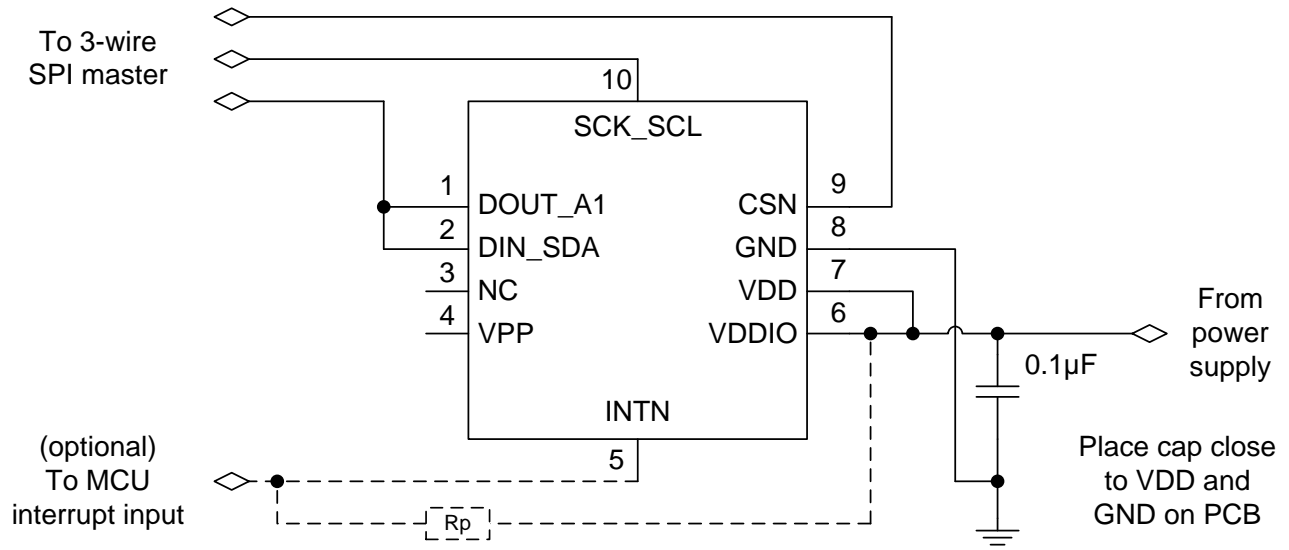 To 3-wire
SPI master
10
SCK_SCL
1
DOUT_A1
2
DIN_SDA
3
NC
4
VPP
CSN
9
GND
8
VDD
7
VDDIO
6
INTN
5
0.1µF
From
power
supply
(optional)
To MCU
interrupt input
Rp
Place cap close
to VDD and
GND on PCB